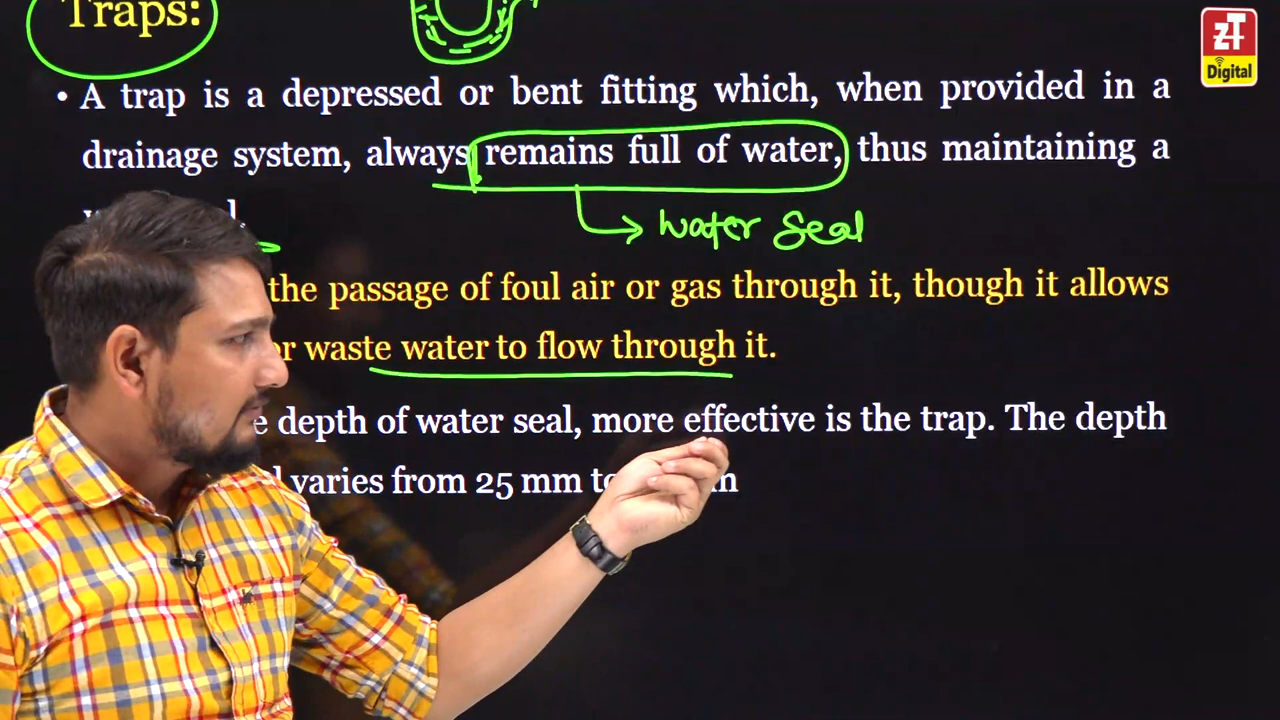 Traps:
ZT
Digital
• A trap is a depressed or bent fitting which, when provided in a
drainage system, always remains full of water, thus maintaining a
water seal
the passage of foul air or gas through it, though it allows
or waste water to flow through it.
depth of water seal, more effective is the trap. The depth
varies from 25 mm to